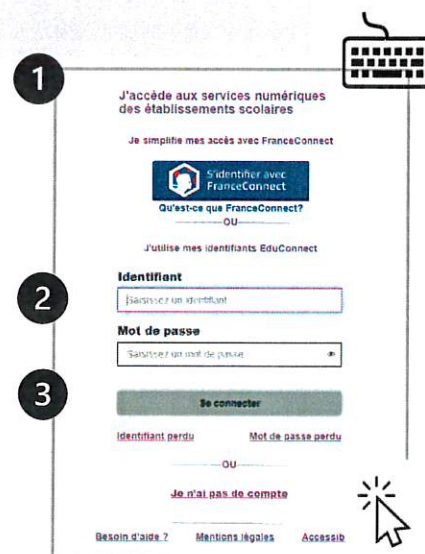 1
J'accède aux services numériques
des établissements scolaires
Je simplifie mes accès avec FranceConnect
S'identifier avec
FranceConnect
Qu'est-ce que FranceConnect?
OU
J'utilise mes identifiants EduConnect
Identifiant
2
Saisissez un identifiant
Mot de passe
Saisissez un mot de passe
3
Se connecter
Identifiant perdu Mot de passe perdu
OU
Je n'ai pas de compte
Besoin d'aide ? Mentions légales Accessib